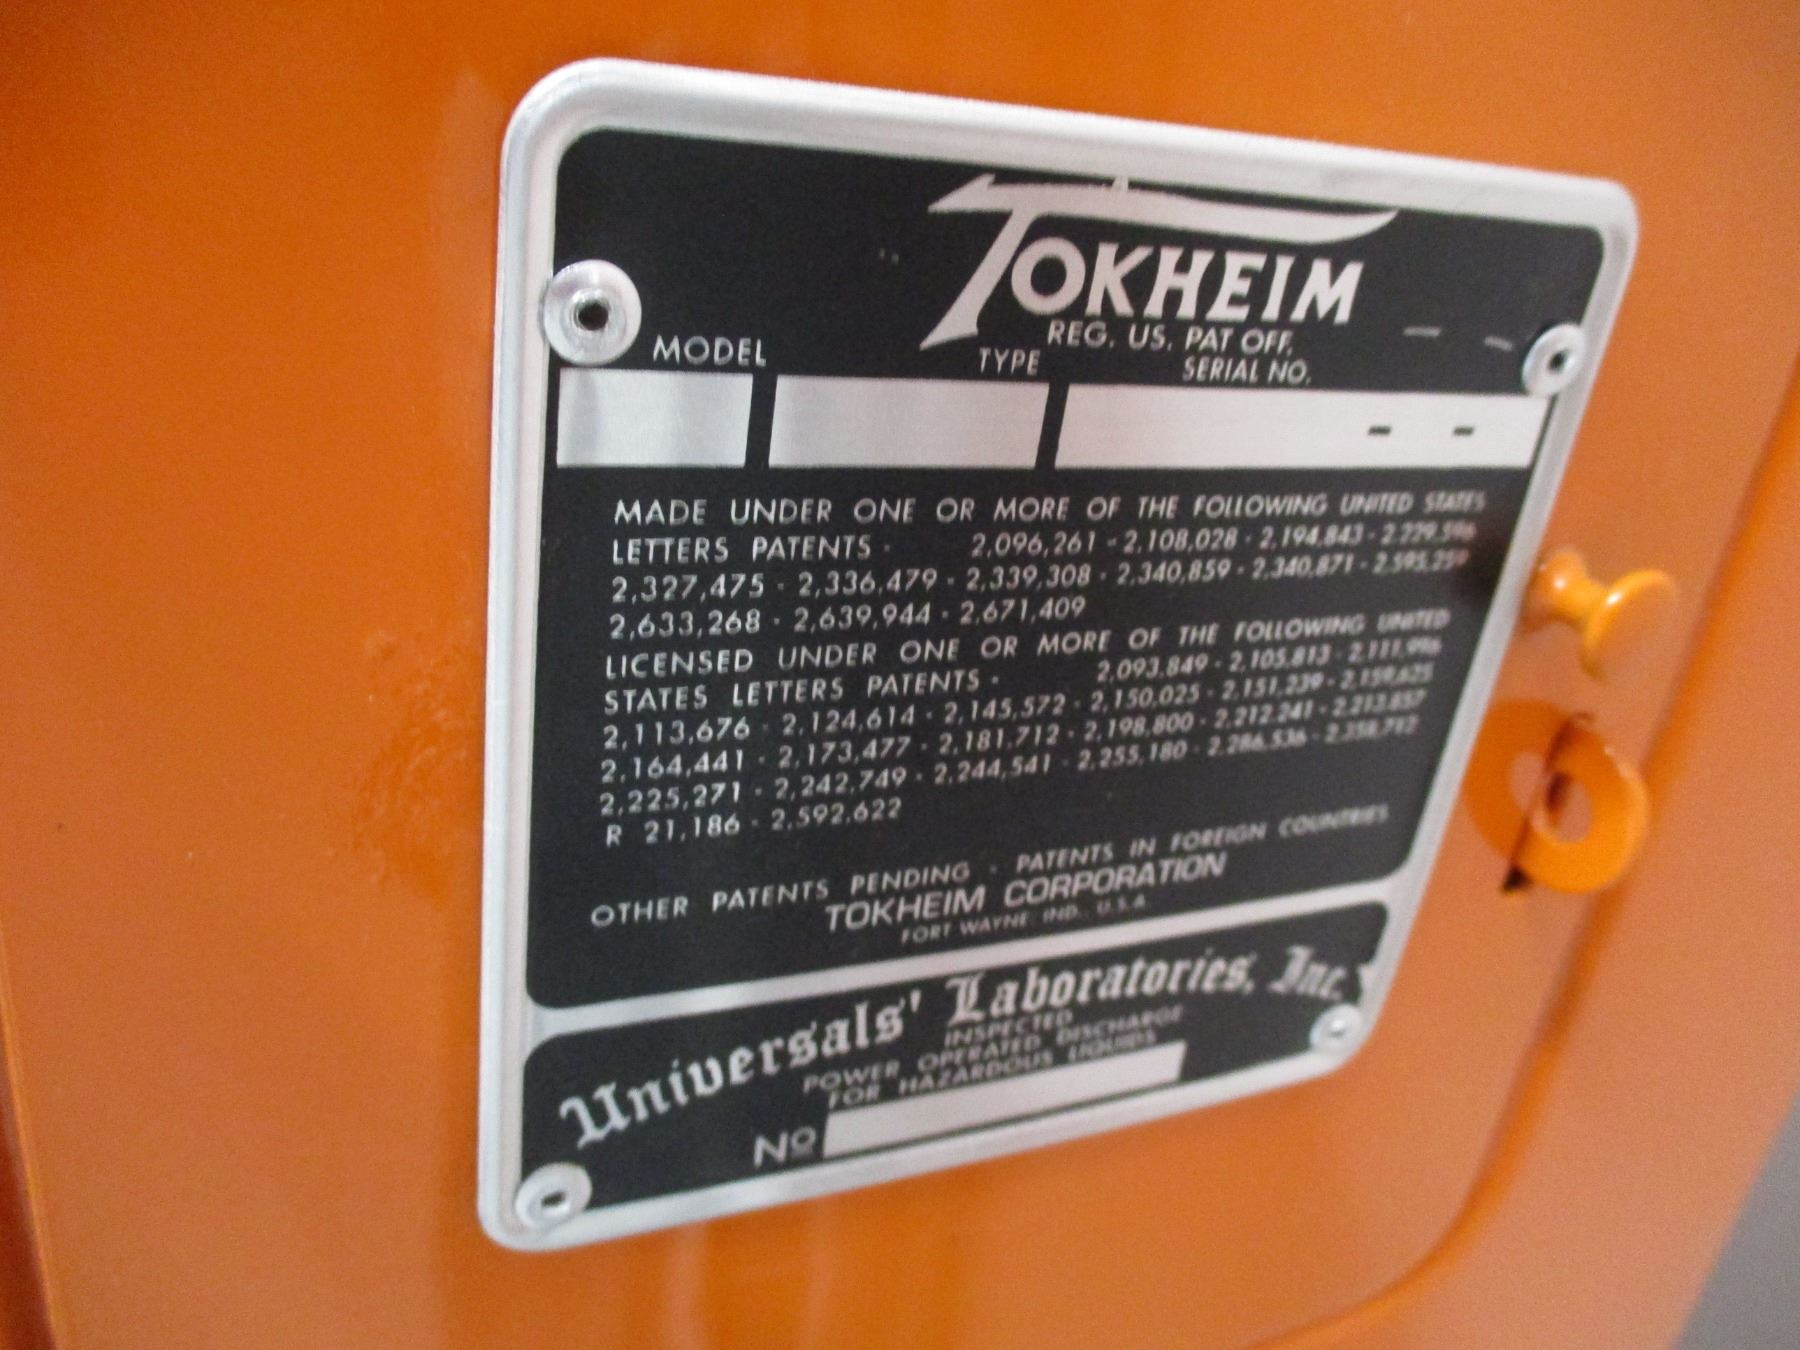 TOKHEIM
REG. US. PAT OFF.
MODEL TYPE SERIAL NO.
- -
MADE UNDER ONE OR MORE OF THE FOLLOWING UNITED STATES
LETTERS PATENTS · 2,096,261 · 2,108,028 · 2,194,843 · 2,229,596
2,327,475 · 2,336,479 · 2,339,308 · 2,340,859 · 2,340,871 · 2,595,259
2,633,268 · 2,639,944 · 2,671,409
LICENSED UNDER ONE OR MORE OF THE FOLLOWING UNITED
STATES LETTERS PATENTS · 2,093,849 · 2,105,813 · 2,111,996
2,113,676 · 2,124,614 · 2,145,572 · 2,150,025 · 2,151,239 · 2,159,625
2,164,441 · 2,173,477 · 2,181,712 · 2,198,800 · 2,212,241 · 2,213,857
2,225,271 · 2,242,749 · 2,244,541 · 2,255,180 · 2,286,536 · 2,358,712
R 21,186 · 2,592,622
OTHER PATENTS PENDING · PATENTS IN FOREIGN COUNTRIES
TOKHEIM CORPORATION
FORT WAYNE IND., U.S.A.
Universals' Laboratories, Inc.
INSPECTED
POWER OPERATED DISCHARGE
FOR HAZARDOUS LIQUIDS
No